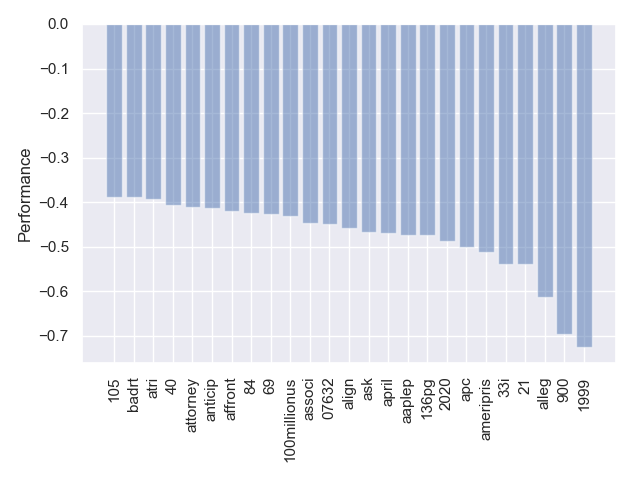 0.0
−0.1
−0.2
−0.3
−0.4
−0.5
−0.6
−0.7
Performance
105
badrt
atri
40
attorney
anticip
affront
84
69
100millionus
associ
07632
align
ask
april
aaplep
136pg
2020
apc
ameripris
33i
21
alleg
900
1999